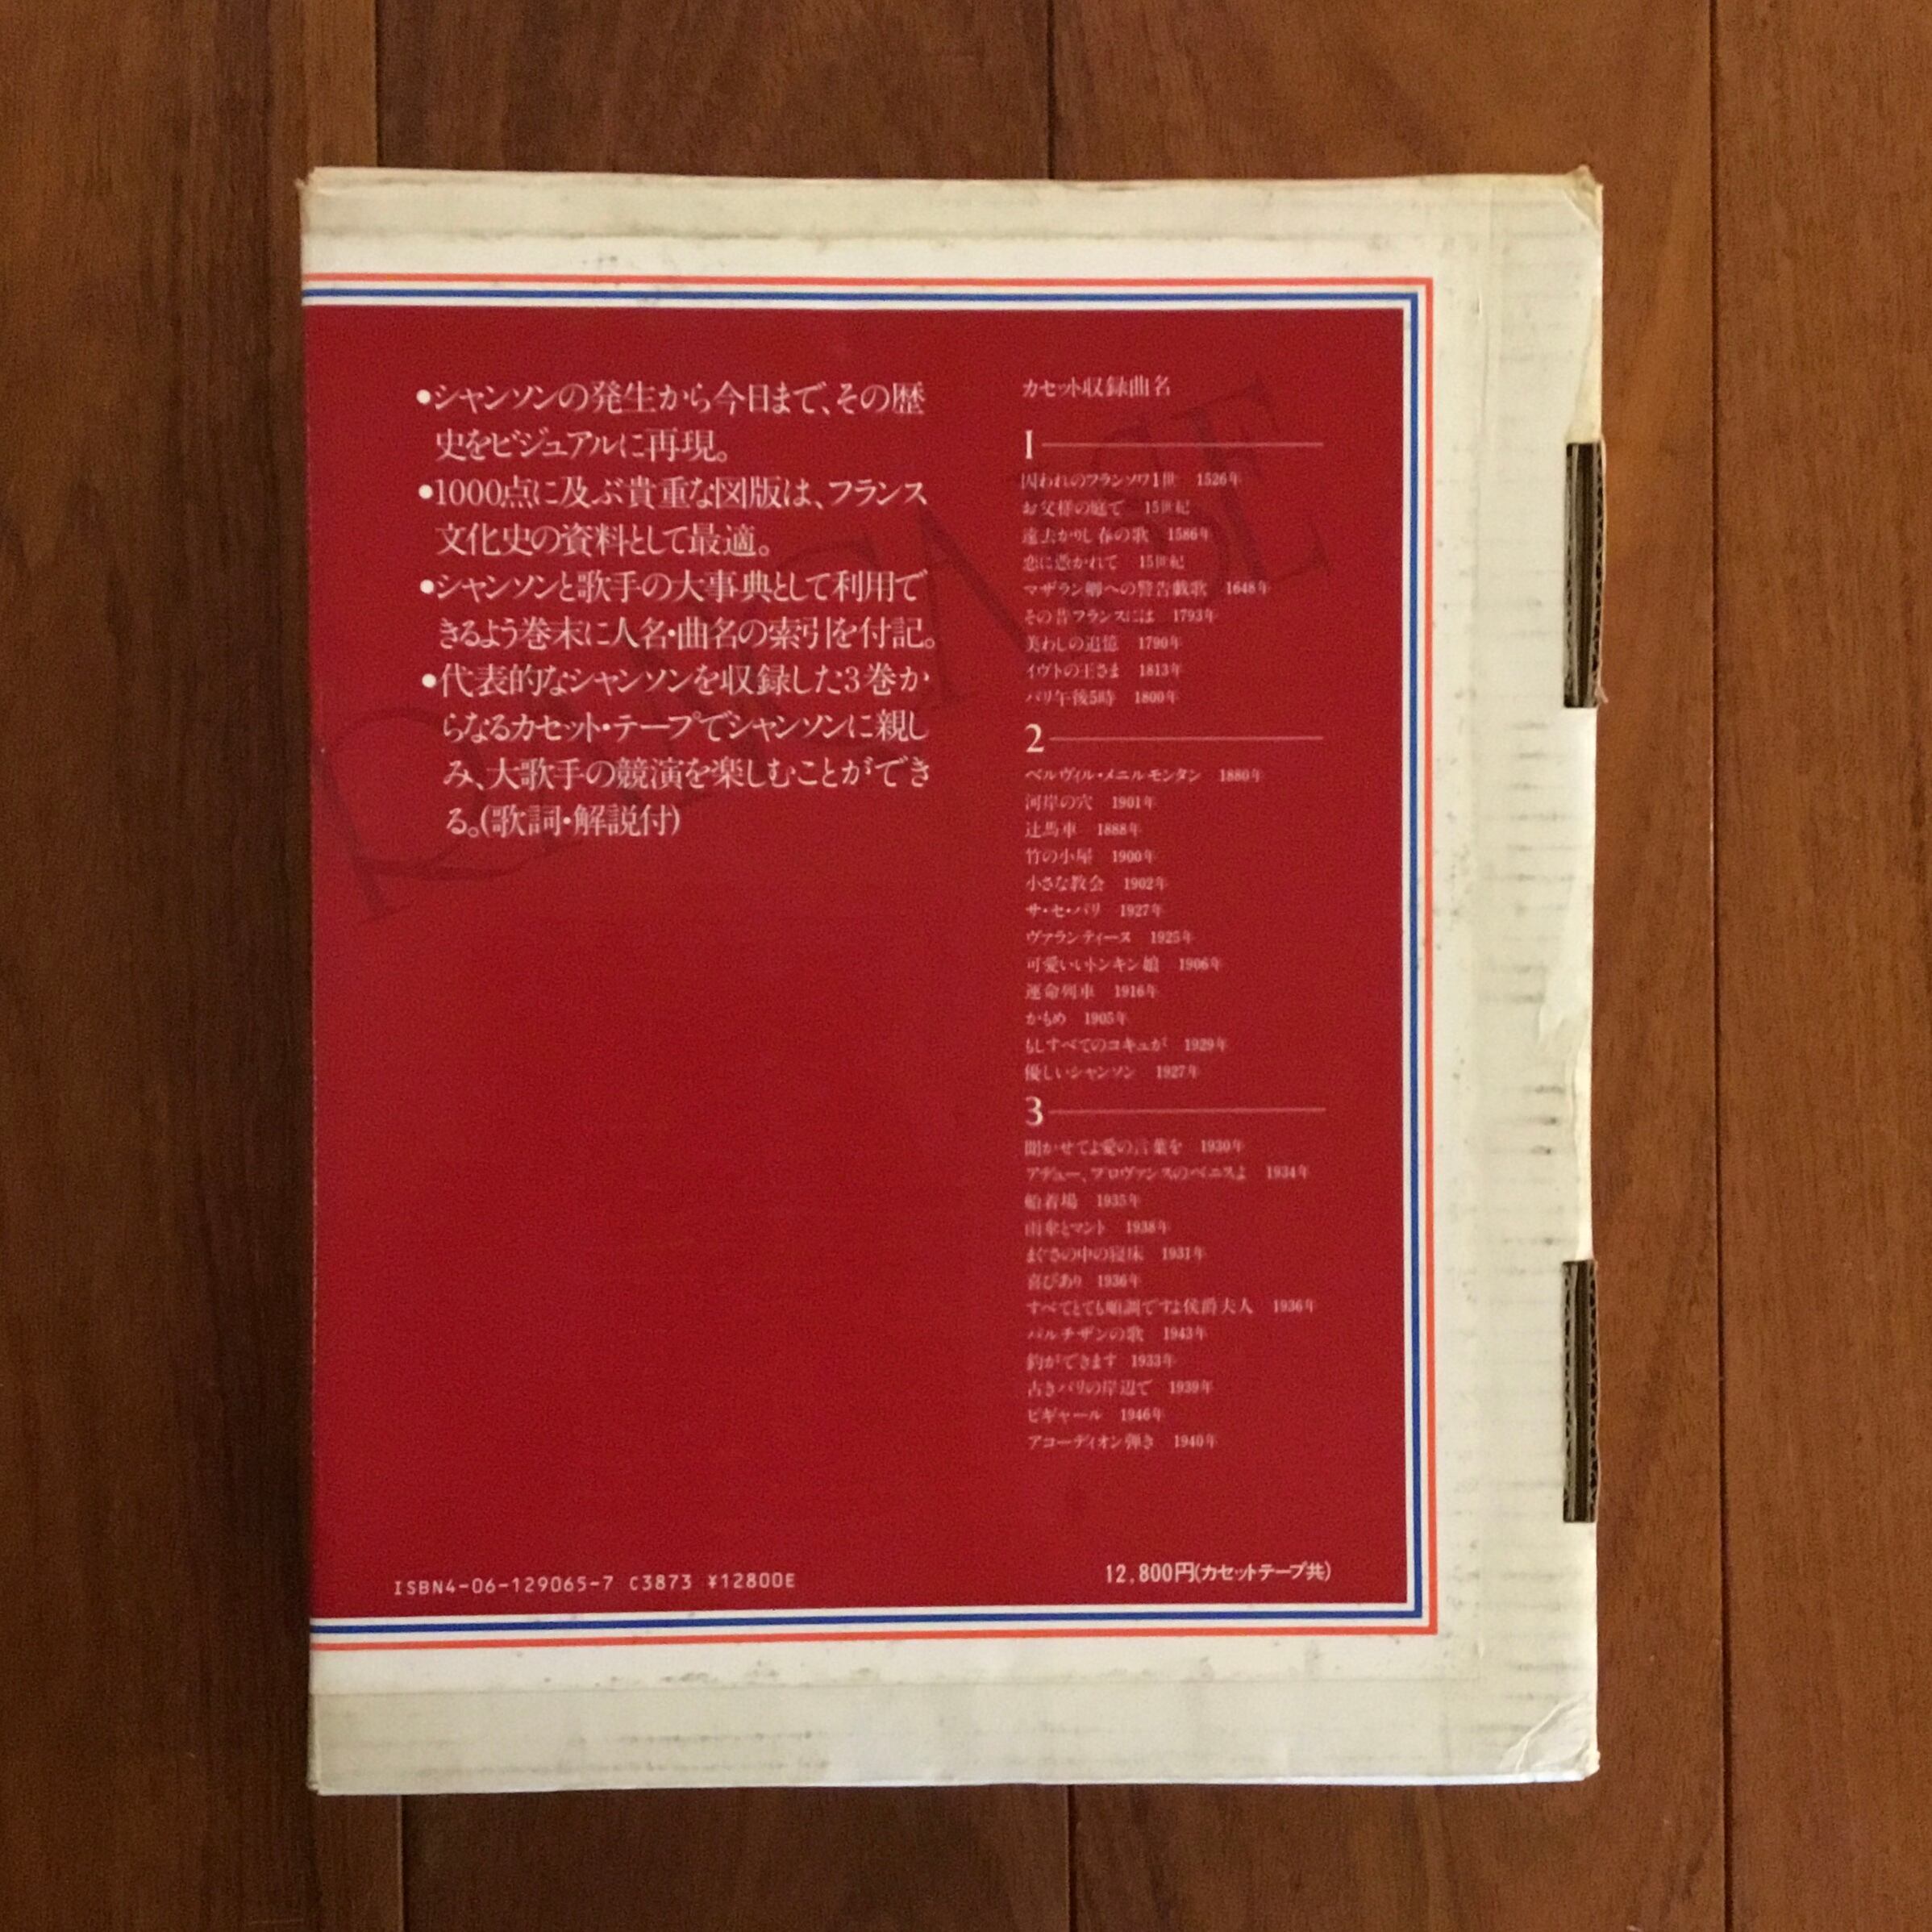 •シャンソンの発生から今日まで、その歴
史をビジュアルに再現。
•1000点に及ぶ貴重な図版は、フランス
文化史の資料として最適。
•シャンソンと歌手の大事典として利用で
きるよう巻末に人名・曲名の索引を付記。
•代表的なシャンソンを収録した3巻か
らなるカセット・テープでシャンソンに親し
み、大歌手の競演を楽しむことができ
る。(歌詞・解説付)
カセット収録曲名
1
囚われのフランソワ1世 1526年
お父様の庭で 15世紀
遠去かりし春の歌 1586年
恋に憑かれて 15世紀
マザラン卿への警告戯歌 1648年
その昔フランスには 1793年
美わしの追憶 1790年
イヴトの王さま 1813年
パリ午後5時 1800年
2
ベルヴィル・メニルモンタン 1880年
河岸の穴 1901年
辻馬車 1888年
竹の小屋 1900年
小さな教会 1902年
サ・セ・パリ 1927年
ヴァランティーヌ 1925年
可愛いいトンキン娘 1906年
運命列車 1916年
かもめ 1905年
もしすべてのコキュが 1929年
優しいシャンソン 1927年
3
聞かせてよ愛の言葉を 1930年
アデュー、プロヴァンスのベニスよ 1934年
船着場 1935年
雨傘とマント 1938年
まぐさの中の寝床 1931年
喜びあり 1936年
すべてとても順調ですよ侯爵夫人 1936年
パルチザンの歌 1943年
釣ができます 1933年
古きパリの岸辺で 1939年
ピギャール 1946年
アコーディオン弾き 1940年
ISBN4-06-129065-7 C3873 ¥12800E
12,800円(カセットテープ共)